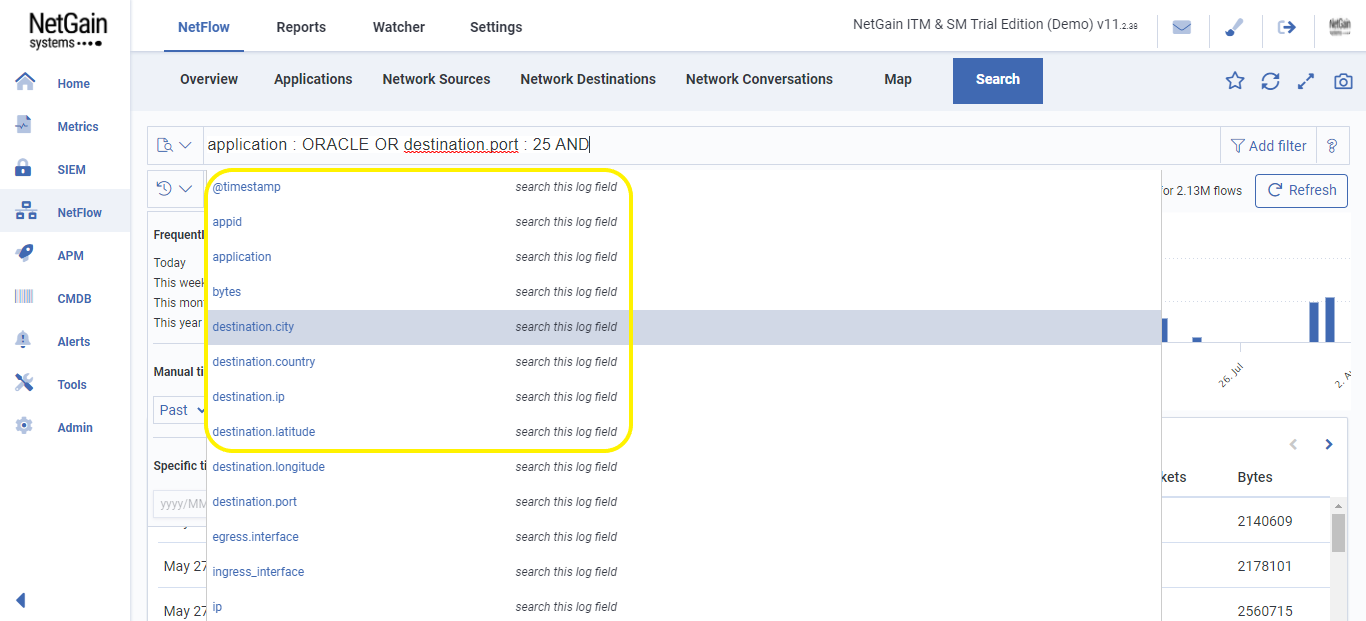 NetGain
systems
NetFlow Reports Watcher Settings
NetGain ITM & SM Trial Edition (Demo) v11.2.38
NetGain
Home
Metrics
SIEM
NetFlow
APM
CMDB
Alerts
Tools
Admin
Overview Applications Network Sources Network Destinations Network Conversations Map Search
application : ORACLE OR destination.port : 25 AND
Add filter ?
or 2.13M flows Refresh
Frequentl
Today
This week
This mon
This year
Manual ti
Past
Specific ti
yyyy/MM
May 27
May 27
@timestamp search this log field
appid search this log field
application search this log field
bytes search this log field
destination.city search this log field
destination.country search this log field
destination.ip search this log field
destination.latitude search this log field
destination.longitude search this log field
destination.port search this log field
egress.interface search this log field
ingress_interface search this log field
ip search this log field
26. Jul
2. A
kets Bytes
2140609
2178101
2560715